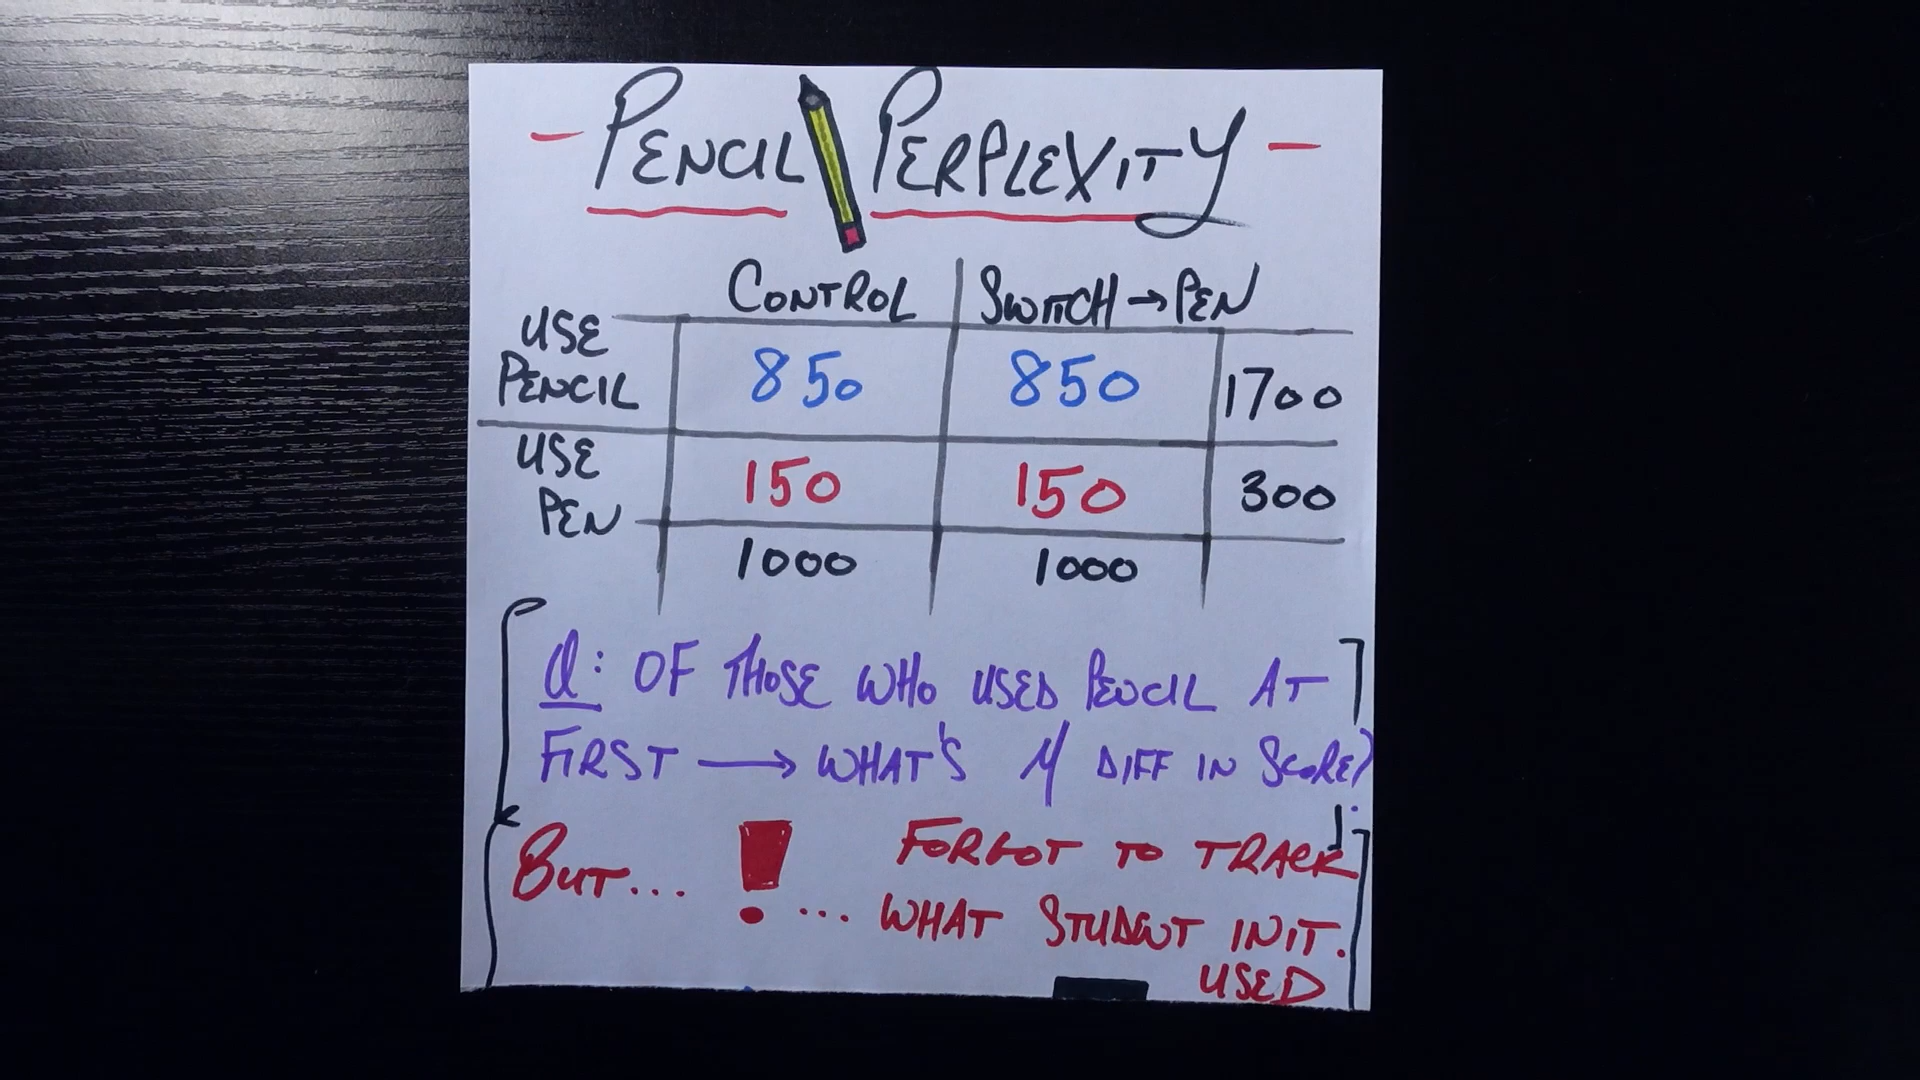 - PENCIL PERPLEXITY -
CONTROL SWITCH → PEN
USE PENCIL 850 850 1700
USE PEN 150 150 300
1000 1000
Q: OF THOSE WHO USED PENCIL AT
FIRST → WHAT'S DIFF IN SCORE?
BUT... ! ... FORGOT TO TRACK
WHAT STUDENT INIT.
USED